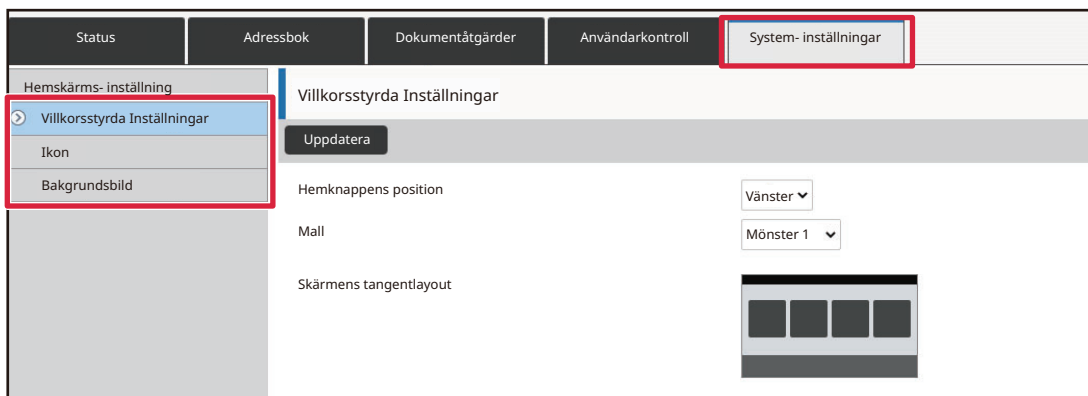 Status
Adressbok
Dokumentåtgärder
Användarkontroll
System- inställningar
Hemskärms- inställning
Villkorsstyrda Inställningar
Ikon
Bakgrundsbild
Villkorsstyrda Inställningar
Uppdatera
Hemknappens position
Vänster
Mall
Mönster 1
Skärmens tangentlayout